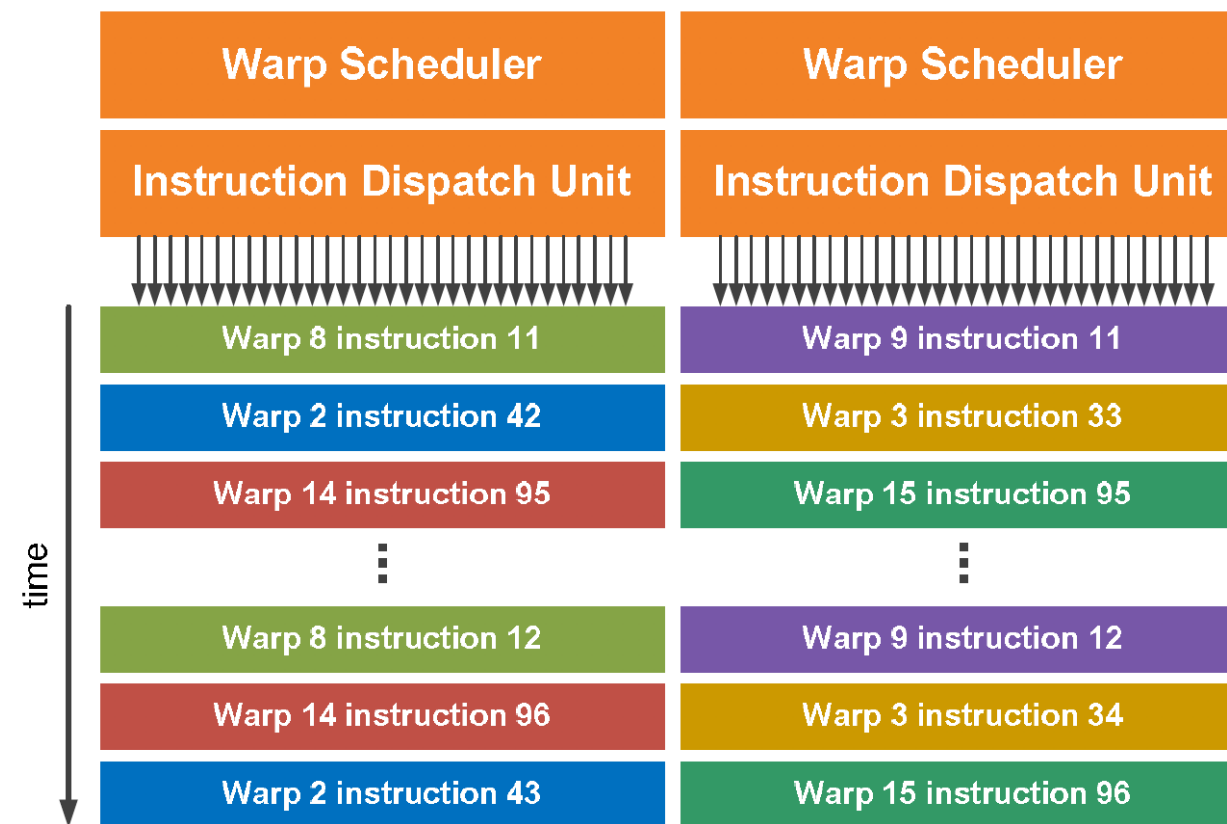 Warp Scheduler
Warp Scheduler
Instruction Dispatch Unit
Instruction Dispatch Unit
Warp 8 instruction 11
Warp 9 instruction 11
Warp 2 instruction 42
Warp 3 instruction 33
Warp 14 instruction 95
Warp 15 instruction 95
time
Warp 8 instruction 12
Warp 9 instruction 12
Warp 14 instruction 96
Warp 3 instruction 34
Warp 2 instruction 43
Warp 15 instruction 96